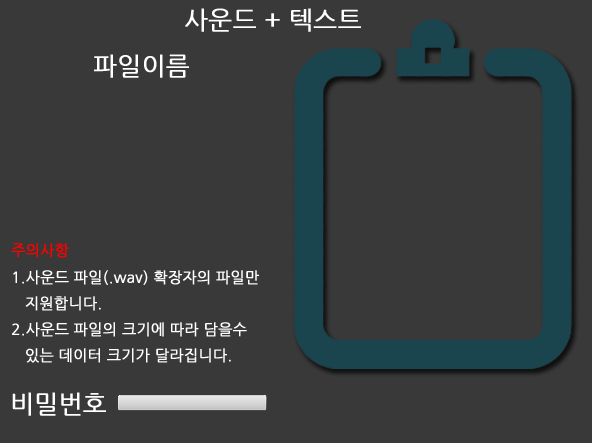 사운드 + 텍스트
파일이름
주의사항
1.사운드 파일(.wav) 확장자의 파일만
지원합니다.
2.사운드 파일의 크기에 따라 담을수
있는 데이터 크기가 달라집니다.
비밀번호